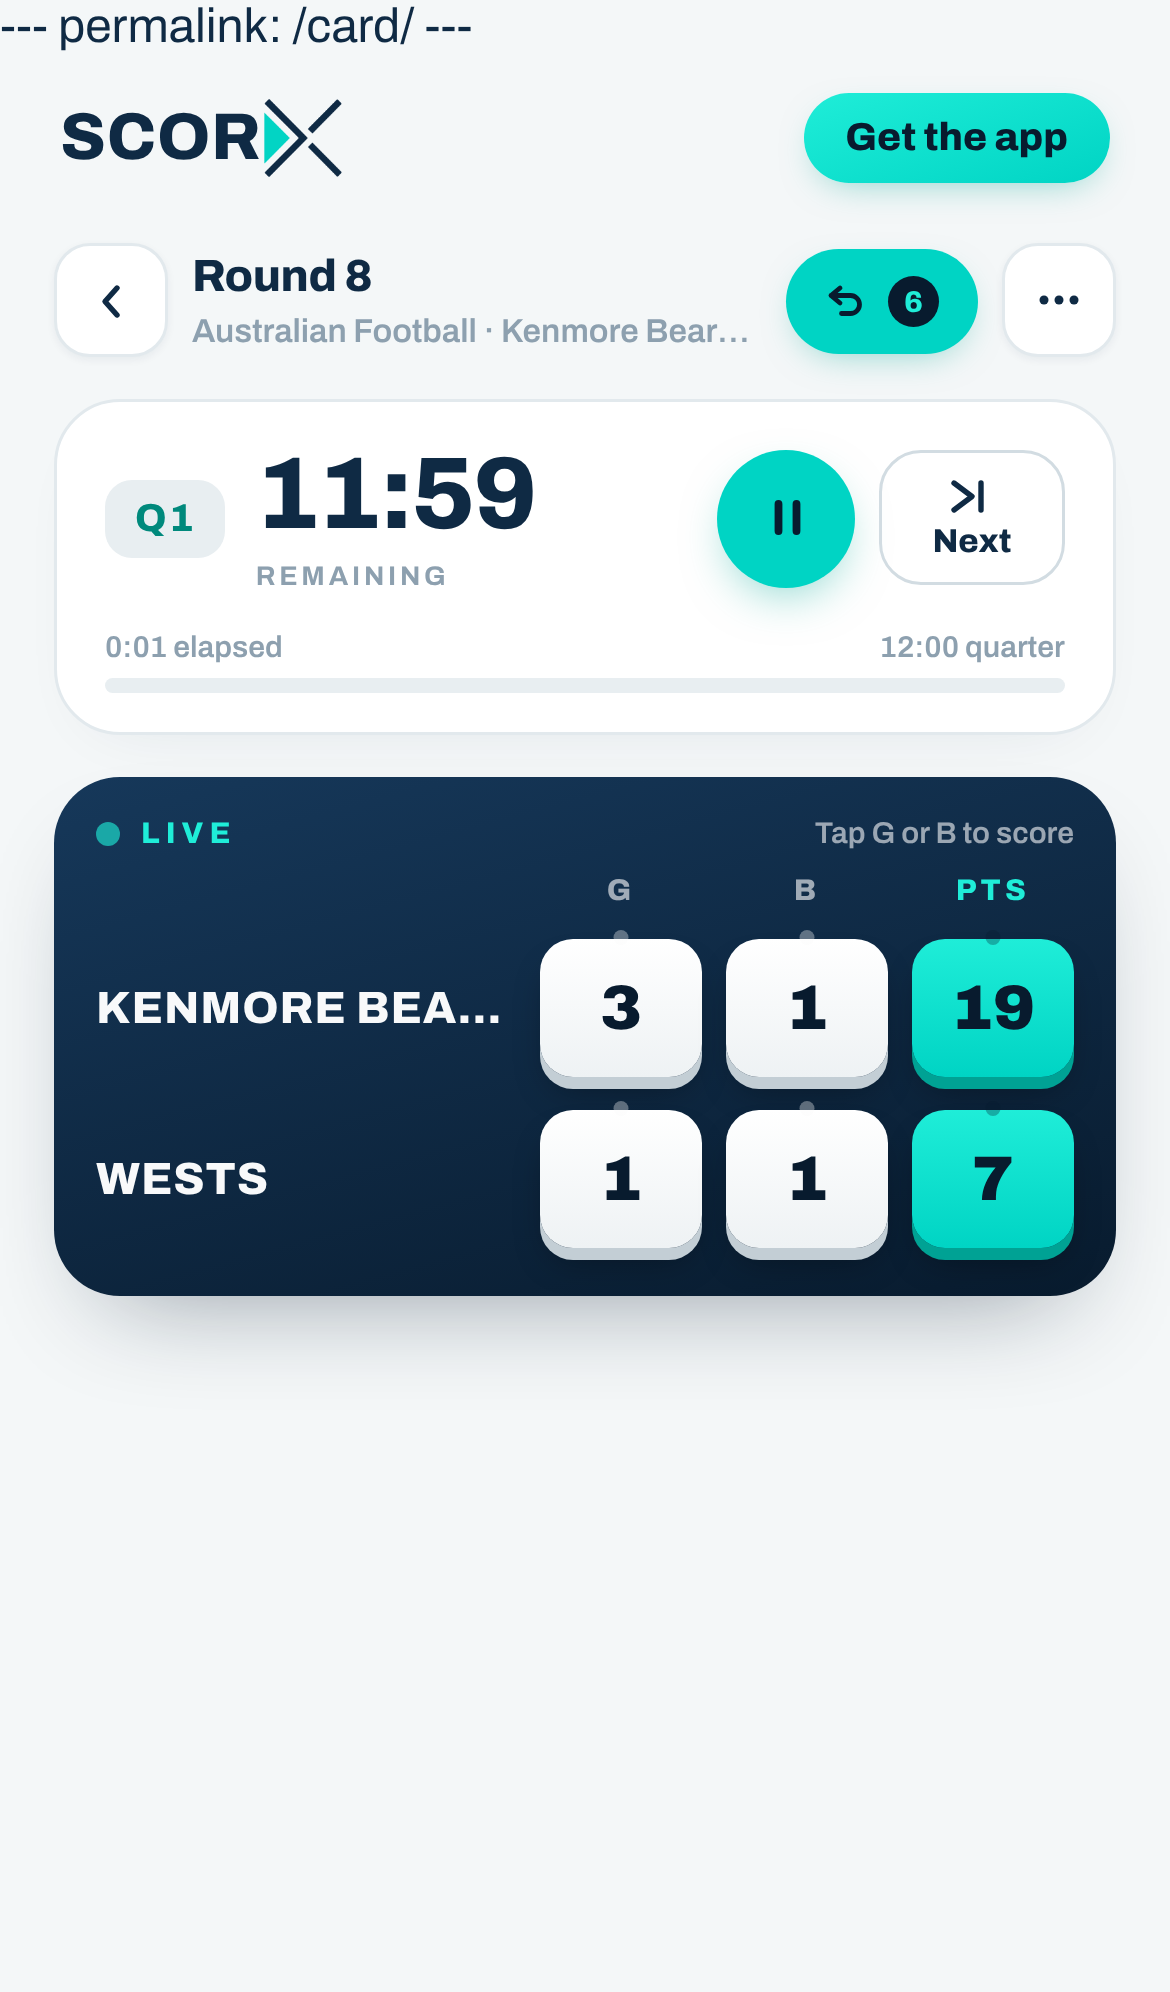 --- permalink: /card/ ---
SCORX
Get the app
Round 8
Australian Football · Kenmore Bear...
6
Q1
11:59
REMAINING
Next
0:01 elapsed
12:00 quarter
LIVE
Tap G or B to score
G B PTS
KENMORE BEA... 3 1 19
WESTS 1 1 7